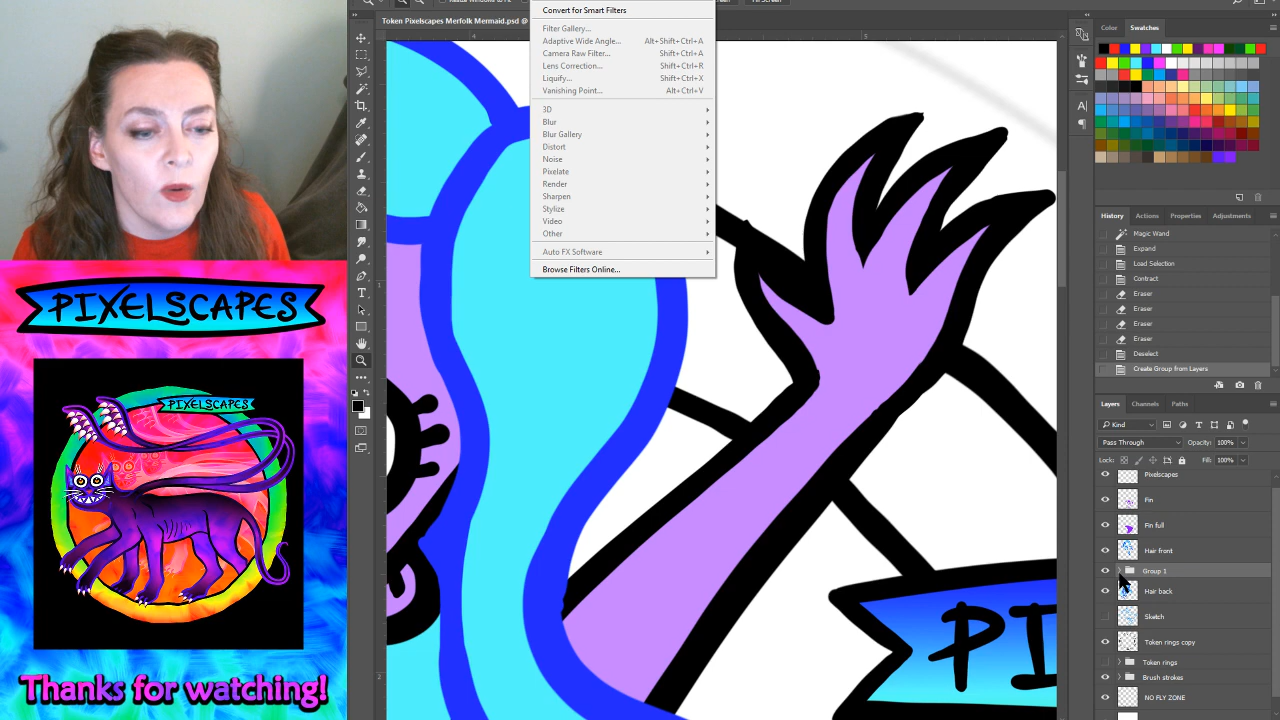 Token Pixelscapes Merfolk Mermaid.psd @
Convert for Smart Filters
Filter Gallery...
Adaptive Wide Angle... Alt+Shift+Ctrl+A
Camera Raw Filter... Shift+Ctrl+A
Lens Correction... Shift+Ctrl+R
Liquify... Shift+Ctrl+X
Vanishing Point... Alt+Ctrl+V
3D
Blur
Blur Gallery
Distort
Noise
Pixelate
Render
Sharpen
Stylize
Video
Other
Auto FX Software
Browse Filters Online...
4
5
1
2
PIXELSCAPES
PIXELSCAPES
Thanks for watching!
PI
Color Swatches
History Actions Properties Adjustments
Magic Wand
Expand
Load Selection
Contract
Eraser
Eraser
Eraser
Eraser
Deselect
Create Group from Layers
Layers Channels Paths
Kind
Pass Through Opacity: 100%
Lock: Fill: 100%
Pixelscapes
Fin
Fin full
Hair front
Group 1
Hair back
Sketch
Token rings copy
Token rings
Brush strokes
NO FLY ZONE